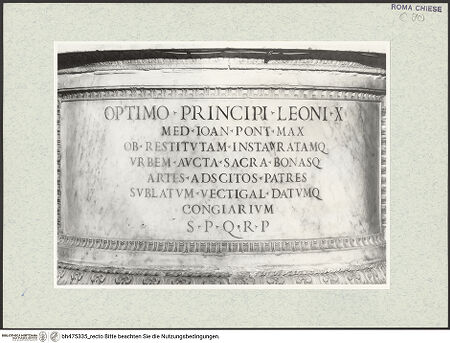 ROMA CHIESE
OPTIMO · PRINCIPI · LEONI · X
MED · IOAN · PONT · MAX
OB · RESTITVTAM · INSTAVRATAMQ
VRBEM · AVCTA · SACRA · BONASQ
ARTES · ADSCITOS · PATRES
SVBLATVM · VECTIGAL · DATVMQ
CONGIARIVM
S · P · Q · R · P
bh475335_recto Bitte beachten Sie die Nutzungsbedingungen.